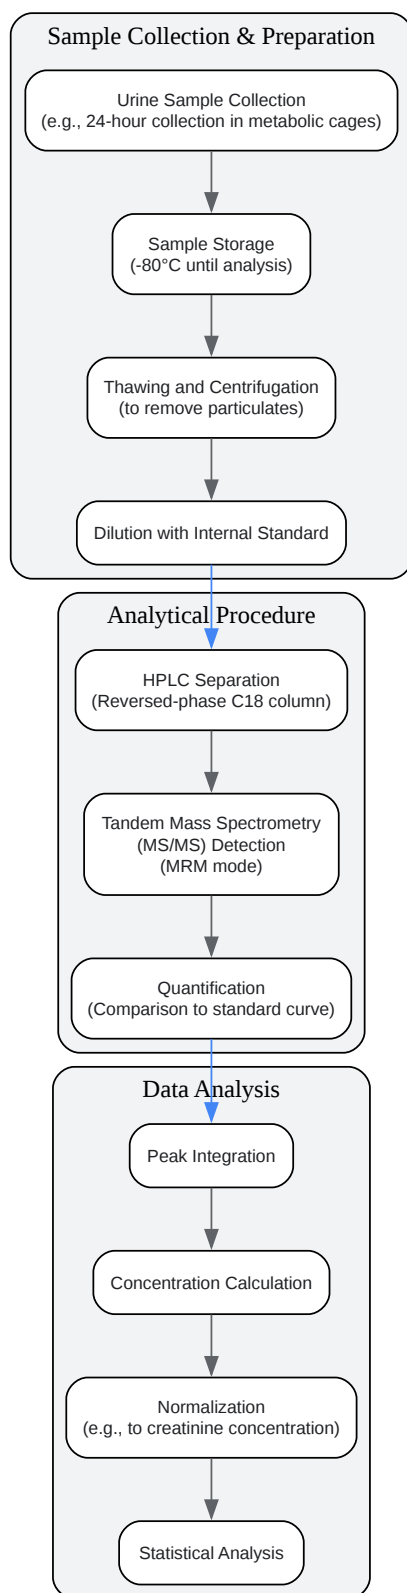 Sample Collection & Preparation
Urine Sample Collection
(e.g., 24-hour collection in metabolic cages)
Sample Storage
(-80°C until analysis)
Thawing and Centrifugation
(to remove particulates)
Dilution with Internal Standard
Analytical Procedure
HPLC Separation
(Reversed-phase C18 column)
Tandem Mass Spectrometry
(MS/MS) Detection
(MRM mode)
Quantification
(Comparison to standard curve)
Data Analysis
Peak Integration
Concentration Calculation
Normalization
(e.g., to creatinine concentration)
Statistical Analysis